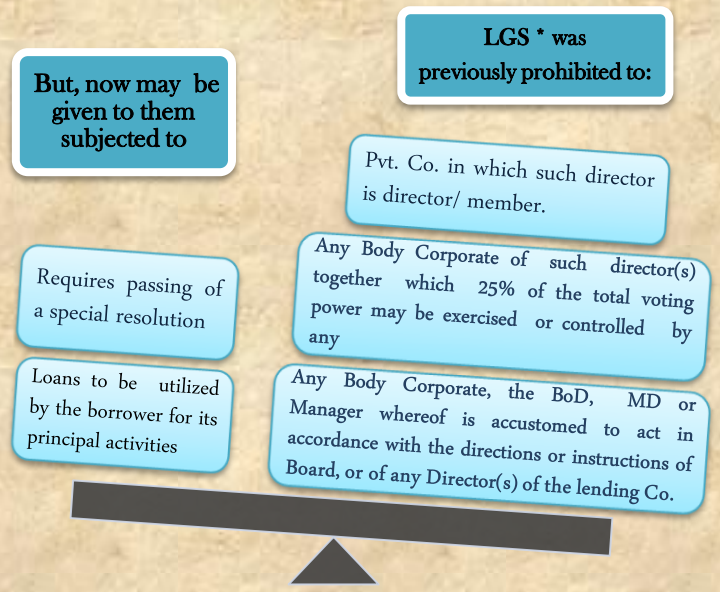 But, now may be
given to them
subjected to
Requires passing of
a special resolution
Loans to be utilized
by the borrower for its
principal activities
LGS * was
previously prohibited to:
Pvt. Co. in which such director
is director/ member.
Any Body Corporate of such director(s)
together which 25% of the total voting
power may be exercised or controlled by
any
Any Body Corporate, the BoD, MD or
Manager whereof is accustomed to act in
accordance with the directions or instructions of
Board, or of any Director(s) of the lending Co.